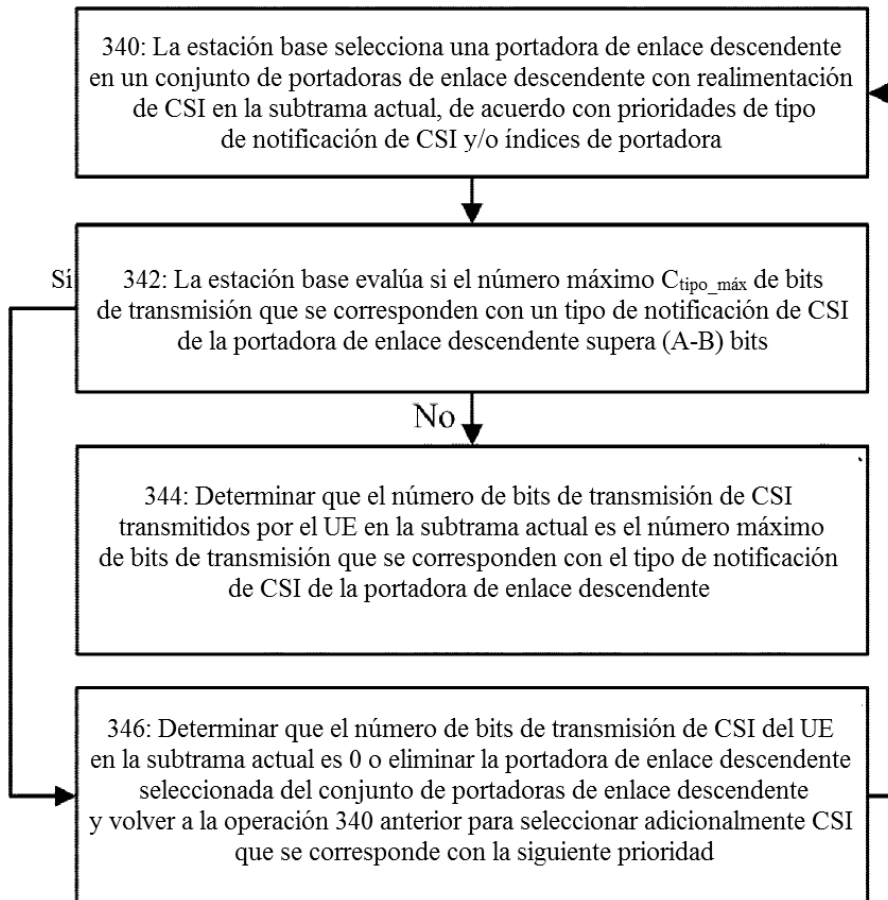 340: La estación base selecciona una portadora de enlace descendente
en un conjunto de portadoras de enlace descendente con realimentación
de CSI en la subtrama actual, de acuerdo con prioridades de tipo
de notificación de CSI y/o índices de portadora
Sí
342: La estación base evalúa si el número máximo Ctipo_máx de bits
de transmisión que se corresponden con un tipo de notificación de CSI
de la portadora de enlace descendente supera (A-B) bits
No
344: Determinar que el número de bits de transmisión de CSI
transmitidos por el UE en la subtrama actual es el número máximo
de bits de transmisión que se corresponden con el tipo de notificación
de CSI de la portadora de enlace descendente
346: Determinar que el número de bits de transmisión de CSI del UE
en la subtrama actual es 0 o eliminar la portadora de enlace descendente
seleccionada del conjunto de portadoras de enlace descendente
y volver a la operación 340 anterior para seleccionar adicionalmente CSI
que se corresponde con la siguiente prioridad